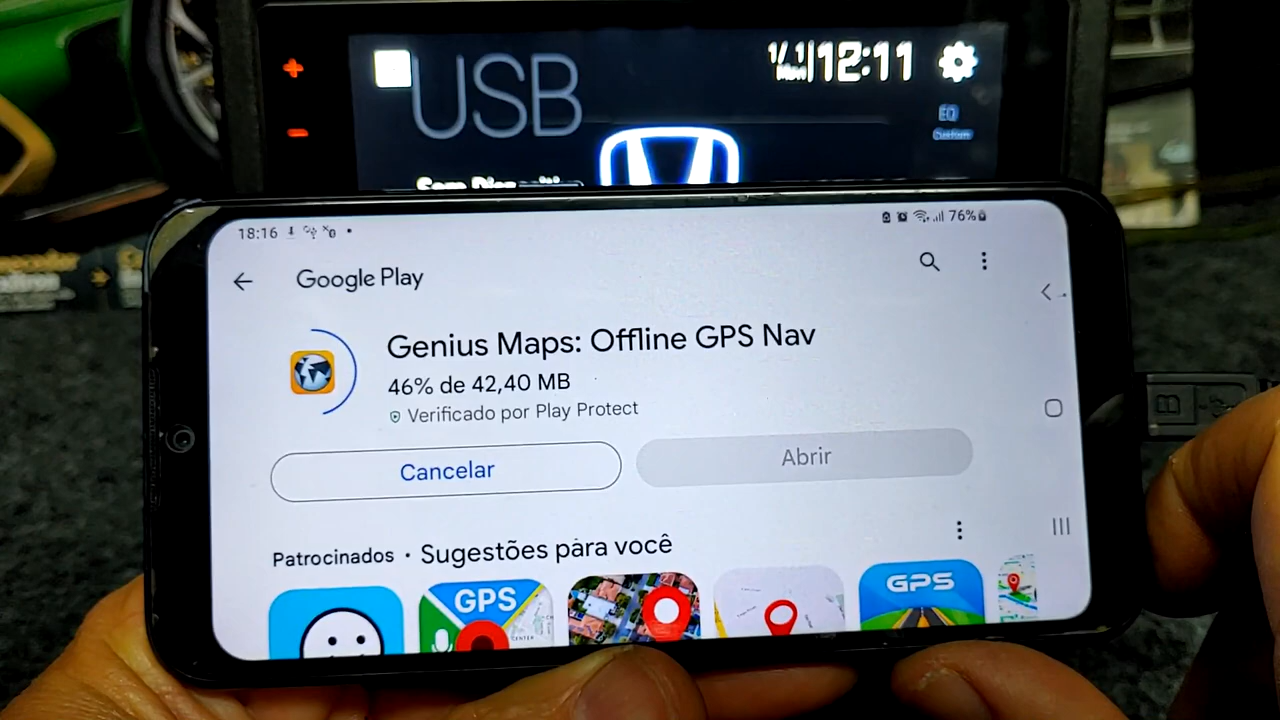 USB
12:11
EQ
Custom
18:16
76%
Google Play
Genius Maps: Offline GPS Nav
46% de 42,40 MB
Verificado por Play Protect
Cancelar
Abrir
Patrocinados • Sugestões para você
GPS
GPS